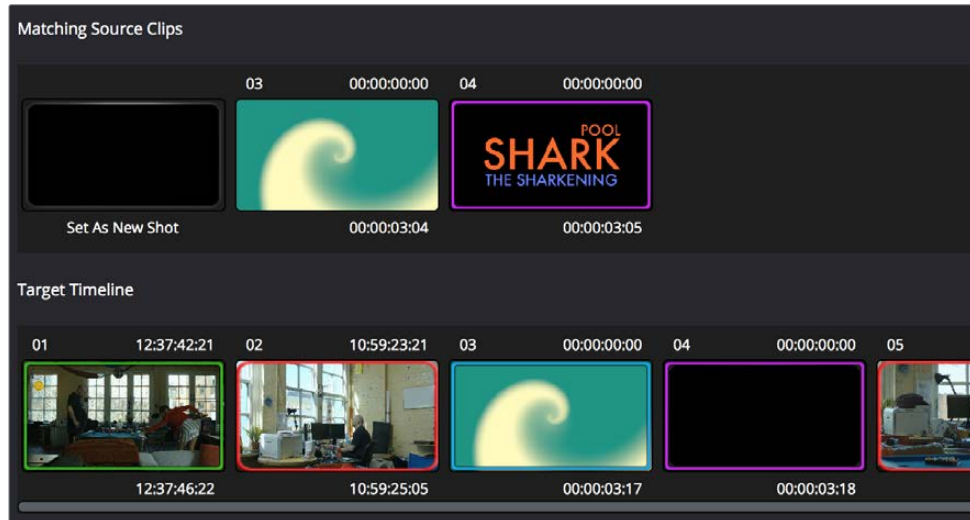 Matching Source Clips
03 00:00:00:00 04 00:00:00:00
POOL
SHARK
THE SHARKENING
Set As New Shot 00:00:03:04 00:00:03:05
Target Timeline
01 12:37:42:21 02 10:59:23:21 03 00:00:00:00 04 00:00:00:00 05
12:37:46:22 10:59:25:05 00:00:03:17 00:00:03:18